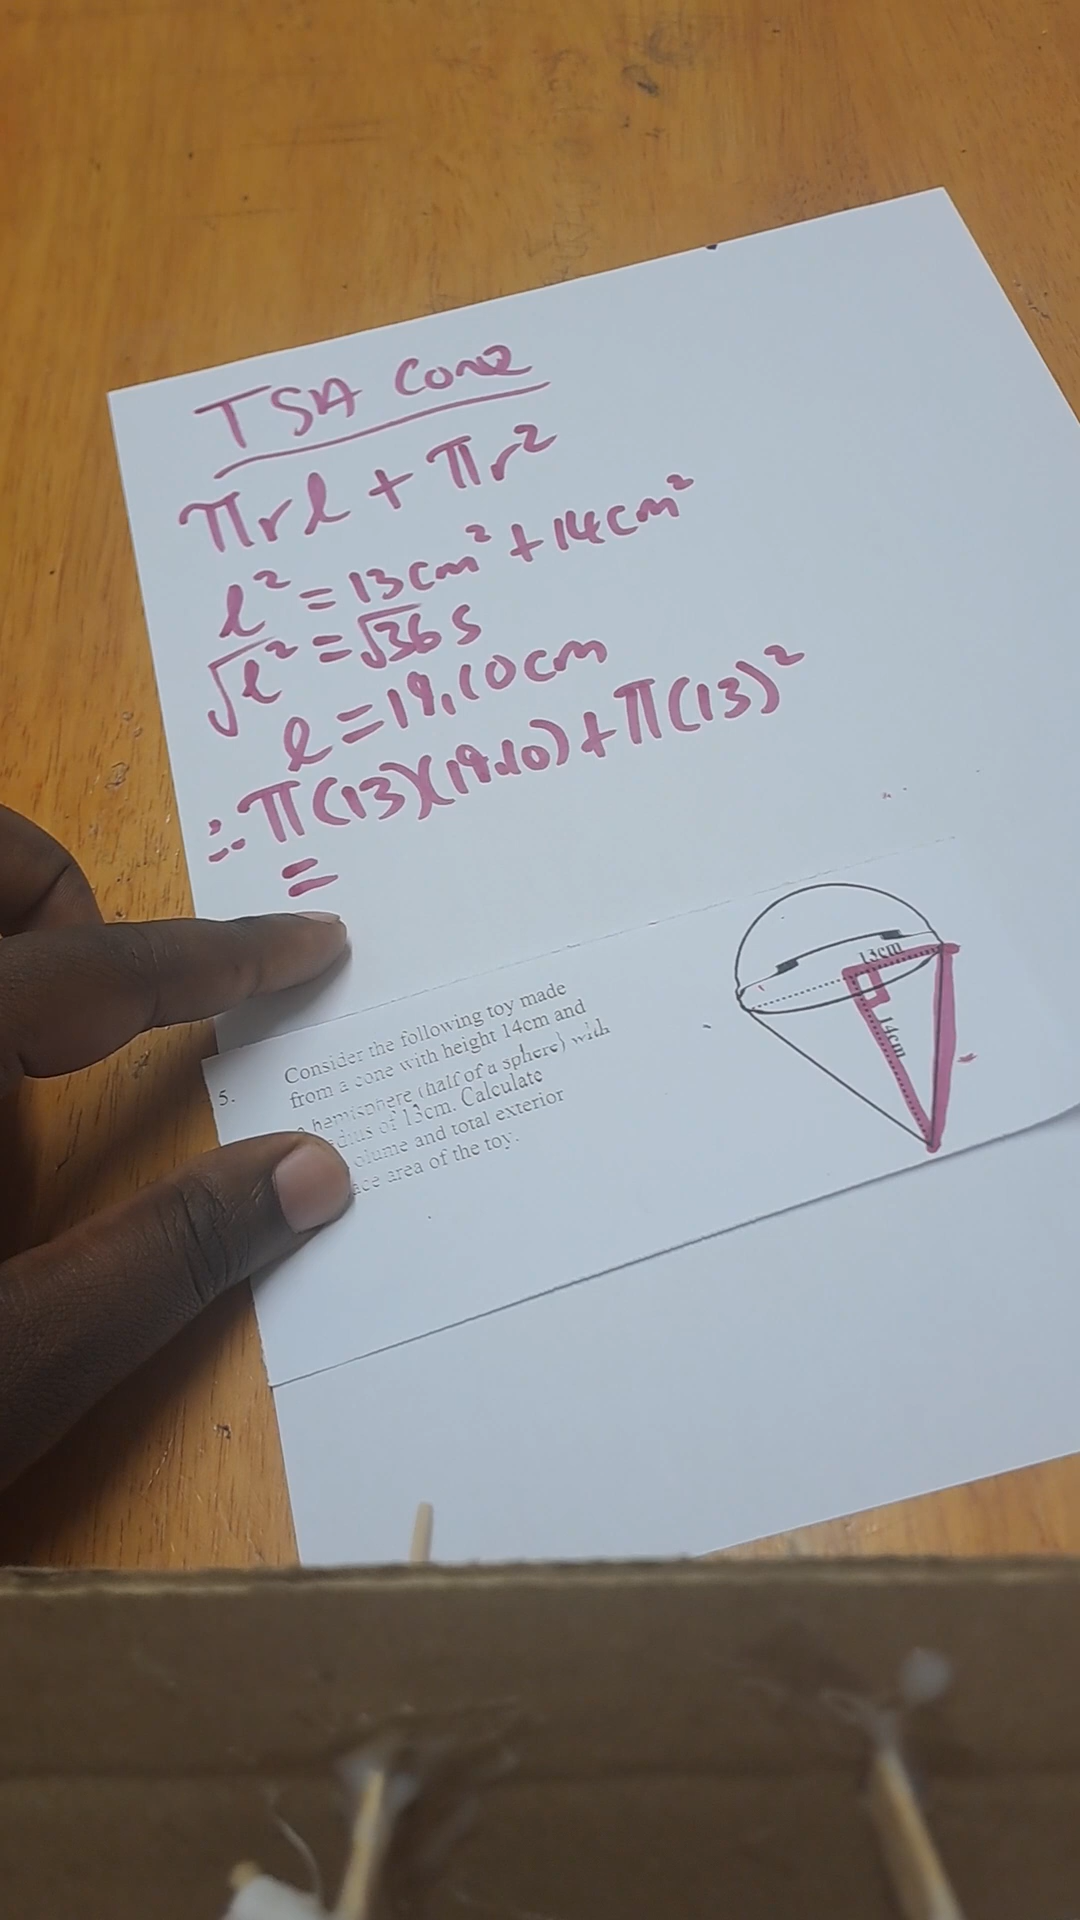 TSA Cone
πrl + πr²
l² = 13cm² + 14cm²
√l² = √365
l = 19,10cm
∴ π(13)(19.10) + π(13)²
=
13cm
14cm
5. Consider the following toy made
from a cone with height 14cm and
hemisphere (half of a sphere) with
of 13cm. Calculate
and total exterior
area of the toy.